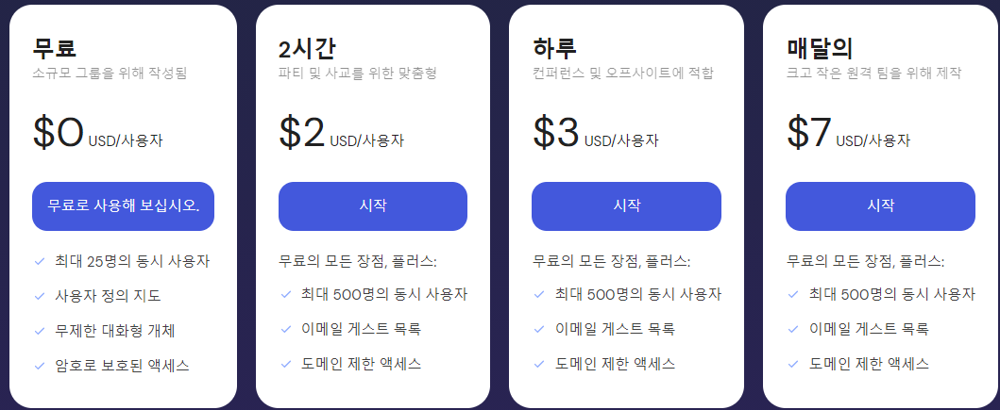 무료
소규모 그룹을 위해 작성됨
$0 USD/사용자
무료로 사용해 보십시오.
최대 25명의 동시 사용자
사용자 정의 지도
무제한 대화형 개체
암호로 보호된 액세스
2시간
파티 및 사교를 위한 맞춤형
$2 USD/사용자
시작
무료의 모든 장점, 플러스:
최대 500명의 동시 사용자
이메일 게스트 목록
도메인 제한 액세스
하루
컨퍼런스 및 오프사이트에 적합
$3 USD/사용자
시작
무료의 모든 장점, 플러스:
최대 500명의 동시 사용자
이메일 게스트 목록
도메인 제한 액세스
매달의
크고 작은 원격 팀을 위해 제작
$7 USD/사용자
시작
무료의 모든 장점, 플러스:
최대 500명의 동시 사용자
이메일 게스트 목록
도메인 제한 액세스